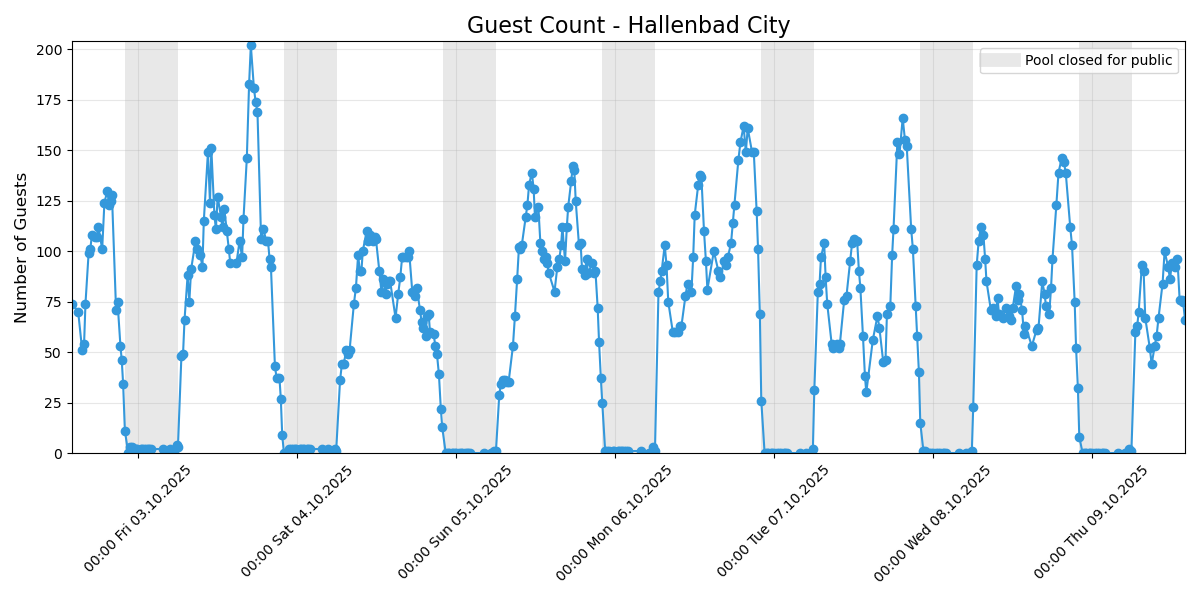 Guest Count - Hallenbad City
Pool closed for public
Number of Guests
200
175
150
125
100
75
50
25
0
00:00 Fri 03.10.2025
00:00 Sat 04.10.2025
00:00 Sun 05.10.2025
00:00 Mon 06.10.2025
00:00 Tue 07.10.2025
00:00 Wed 08.10.2025
00:00 Thu 09.10.2025